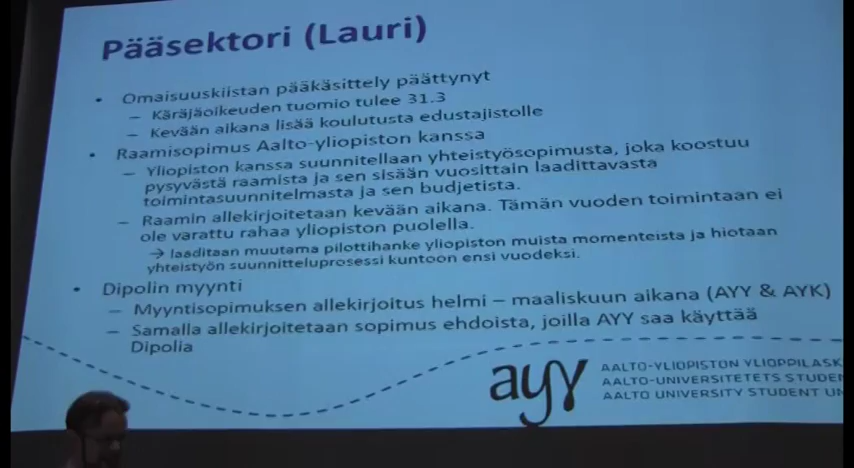 Pääsektori (Lauri)
• Omaisuuskiistan pääkäsittely päättynyt
– Käräjäoikeuden tuomio tulee 31.3
– Kevään aikana lisää koulutusta edustajistolle
• Raamisopimus Aalto-yliopiston kanssa
– Yliopiston kanssa suunnitellaan yhteistyösopimusta, joka koostuu
pysyvästä raamista ja sen sisään vuosittain laadittavasta
toimintasuunnitelmasta ja sen budjetista.
– Raamin allekirjoitetaan kevään aikana. Tämän vuoden toimintaan ei
ole varattu rahaa yliopiston puolella.
→ laaditaan muutama pilottihanke yliopiston muista momenteista ja hiotaan
yhteistyön suunnitteluprosessi kuntoon ensi vuodeksi.
• Dipolin myynti
– Myyntisopimuksen allekirjoitus helmi – maaliskuun aikana (AYY & AYK)
– Samalla allekirjoitetaan sopimus ehdoista, joilla AYY saa käyttää
Dipolia
ayy
AALTO-YLIOPISTON YLIOPPILASK
AALTO-UNIVERSITETETS STUDEN
AALTO UNIVERSITY STUDENT UN